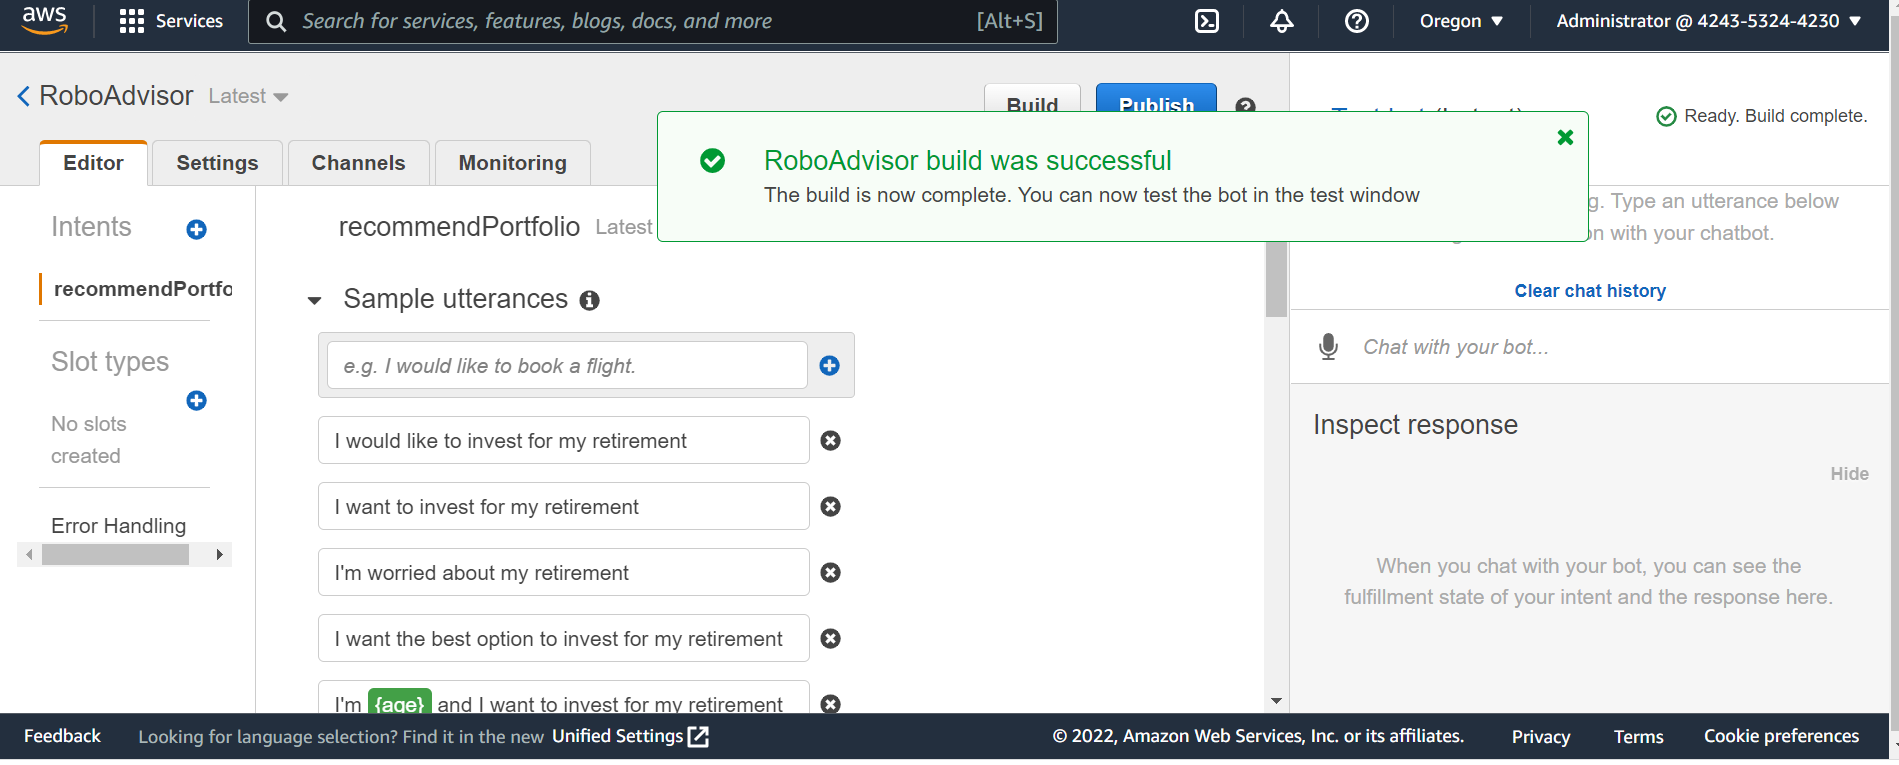 aws
Services
Search for services, features, blogs, docs, and more
[Alt+S]
Oregon
Administrator @ 4243-5324-4230
RoboAdvisor Latest
Build
Publish
Ready. Build complete.
Editor
Settings
Channels
Monitoring
RoboAdvisor build was successful
The build is now complete. You can now test the bot in the test window
g. Type an utterance below
n with your chatbot.
Clear chat history
Intents
recommendPortfo
Slot types
No slots
created
Error Handling
recommendPortfolio Latest
Sample utterances
e.g. I would like to book a flight.
I would like to invest for my retirement
I want to invest for my retirement
I'm worried about my retirement
I want the best option to invest for my retirement
I'm {age} and I want to invest for my retirement
Chat with your bot...
Inspect response
Hide
When you chat with your bot, you can see the
fulfillment state of your intent and the response here.
Feedback
Looking for language selection? Find it in the new Unified Settings
© 2022, Amazon Web Services, Inc. or its affiliates.
Privacy
Terms
Cookie preferences